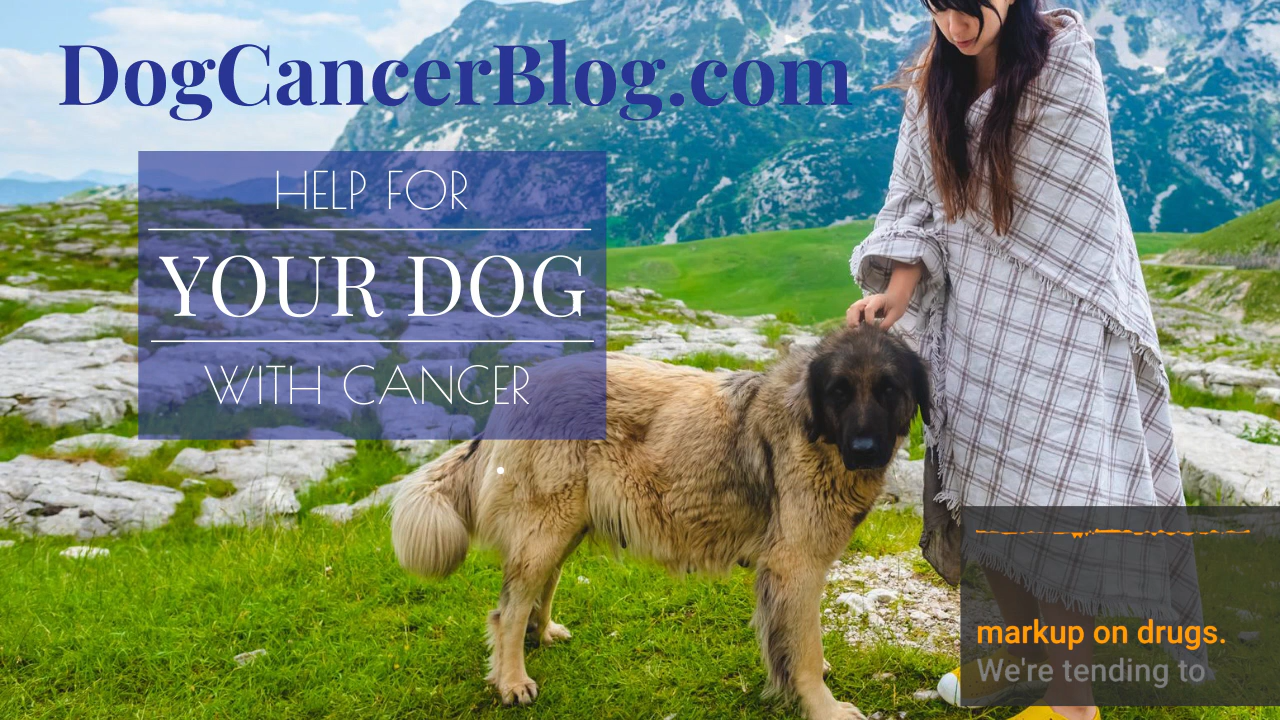 DogCancerBlog.com
HELP FOR
YOUR DOG
WITH CANCER
markup on drugs.
We're tending to